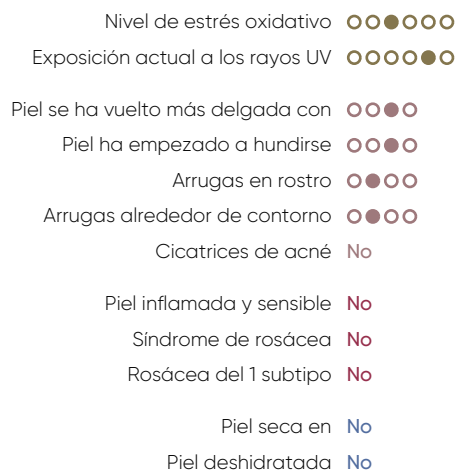 Nivel de estrés oxidativo
Exposición actual a los rayos UV
Piel se ha vuelto más delgada con
Piel ha empezado a hundirse
Arrugas en rostro
Arrugas alrededor de contorno
Cicatrices de acné No
Piel inflamada y sensible No
Síndrome de rosácea No
Rosácea del 1 subtipo No
Piel seca en No
Piel deshidratada No